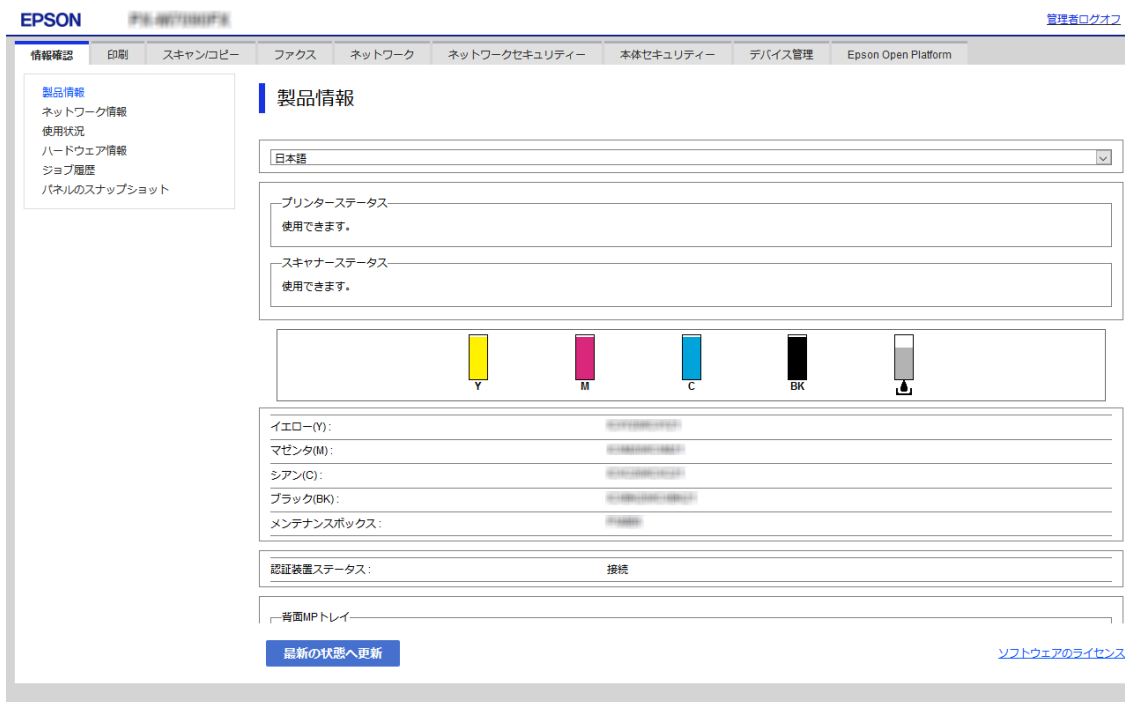 EPSON
管理者ログオフ
情報確認 印刷 スキャン/コピー ファクス ネットワーク ネットワークセキュリティー 本体セキュリティー デバイス管理 Epson Open Platform
製品情報
ネットワーク情報
使用状況
ハードウェア情報
ジョブ履歴
パネルのスナップショット
製品情報
日本語
プリンターステータス
使用できます。
スキャナーステータス
使用できます。
Y M C BK
イエロー(Y) :
マゼンタ(M) :
シアン(C) :
ブラック(BK) :
メンテナンスボックス :
認証装置ステータス : 接続
背面MPトレイ
最新の状態へ更新
ソフトウェアのライセンス